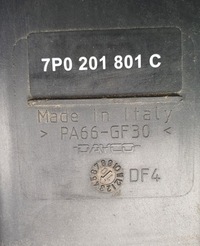 7P0 201 801 C
Made In Italy
> PA66-GF30 >
DF4